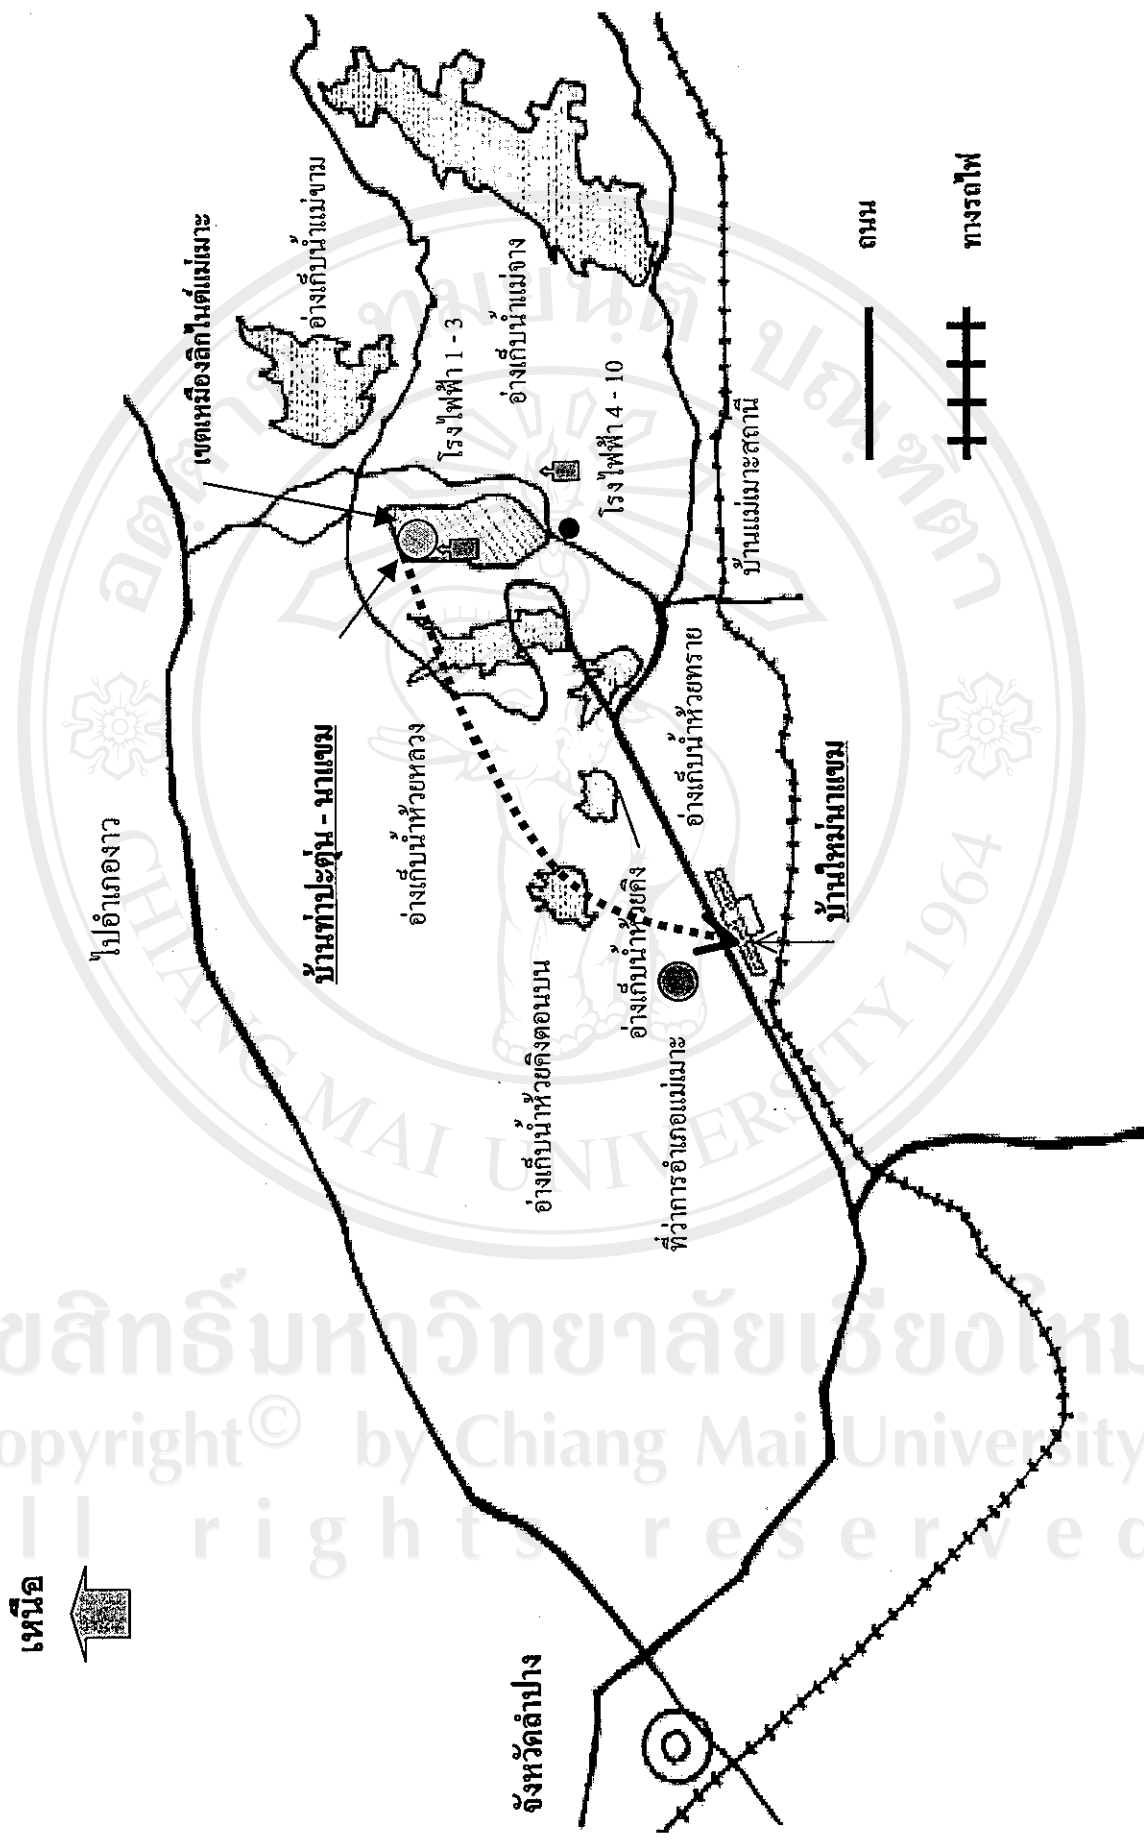 เหนือ
ไปอำเภองาว
เขตเหมืองลิกไนต์แม่เมาะ
อ่างเก็บน้ำแม่ขาม
บ้านท่าปะตุ่น - นาแขม
อ่างเก็บน้ำห้วยหลวง
โรงไฟฟ้า 1 - 3
อ่างเก็บน้ำแม่จาง
จังหวัดลำปาง
อ่างเก็บน้ำห้วยคิงตอนบน
โรงไฟฟ้า 4 - 10
อ่างเก็บน้ำห้วยคิง
ที่ว่าการอำเภอแม่เมาะ
อ่างเก็บน้ำห้วยทราย
บ้านแม่เมาะสถานี
บ้านใหม่นาแขม
ถนน
ทางรถไฟ
CHIANG MAI UNIVERSITY 1964
ขสิทธิ์มหาวิทยาลัยเชียงใหม
opyright© by Chiang Mai University
ll rights reserved